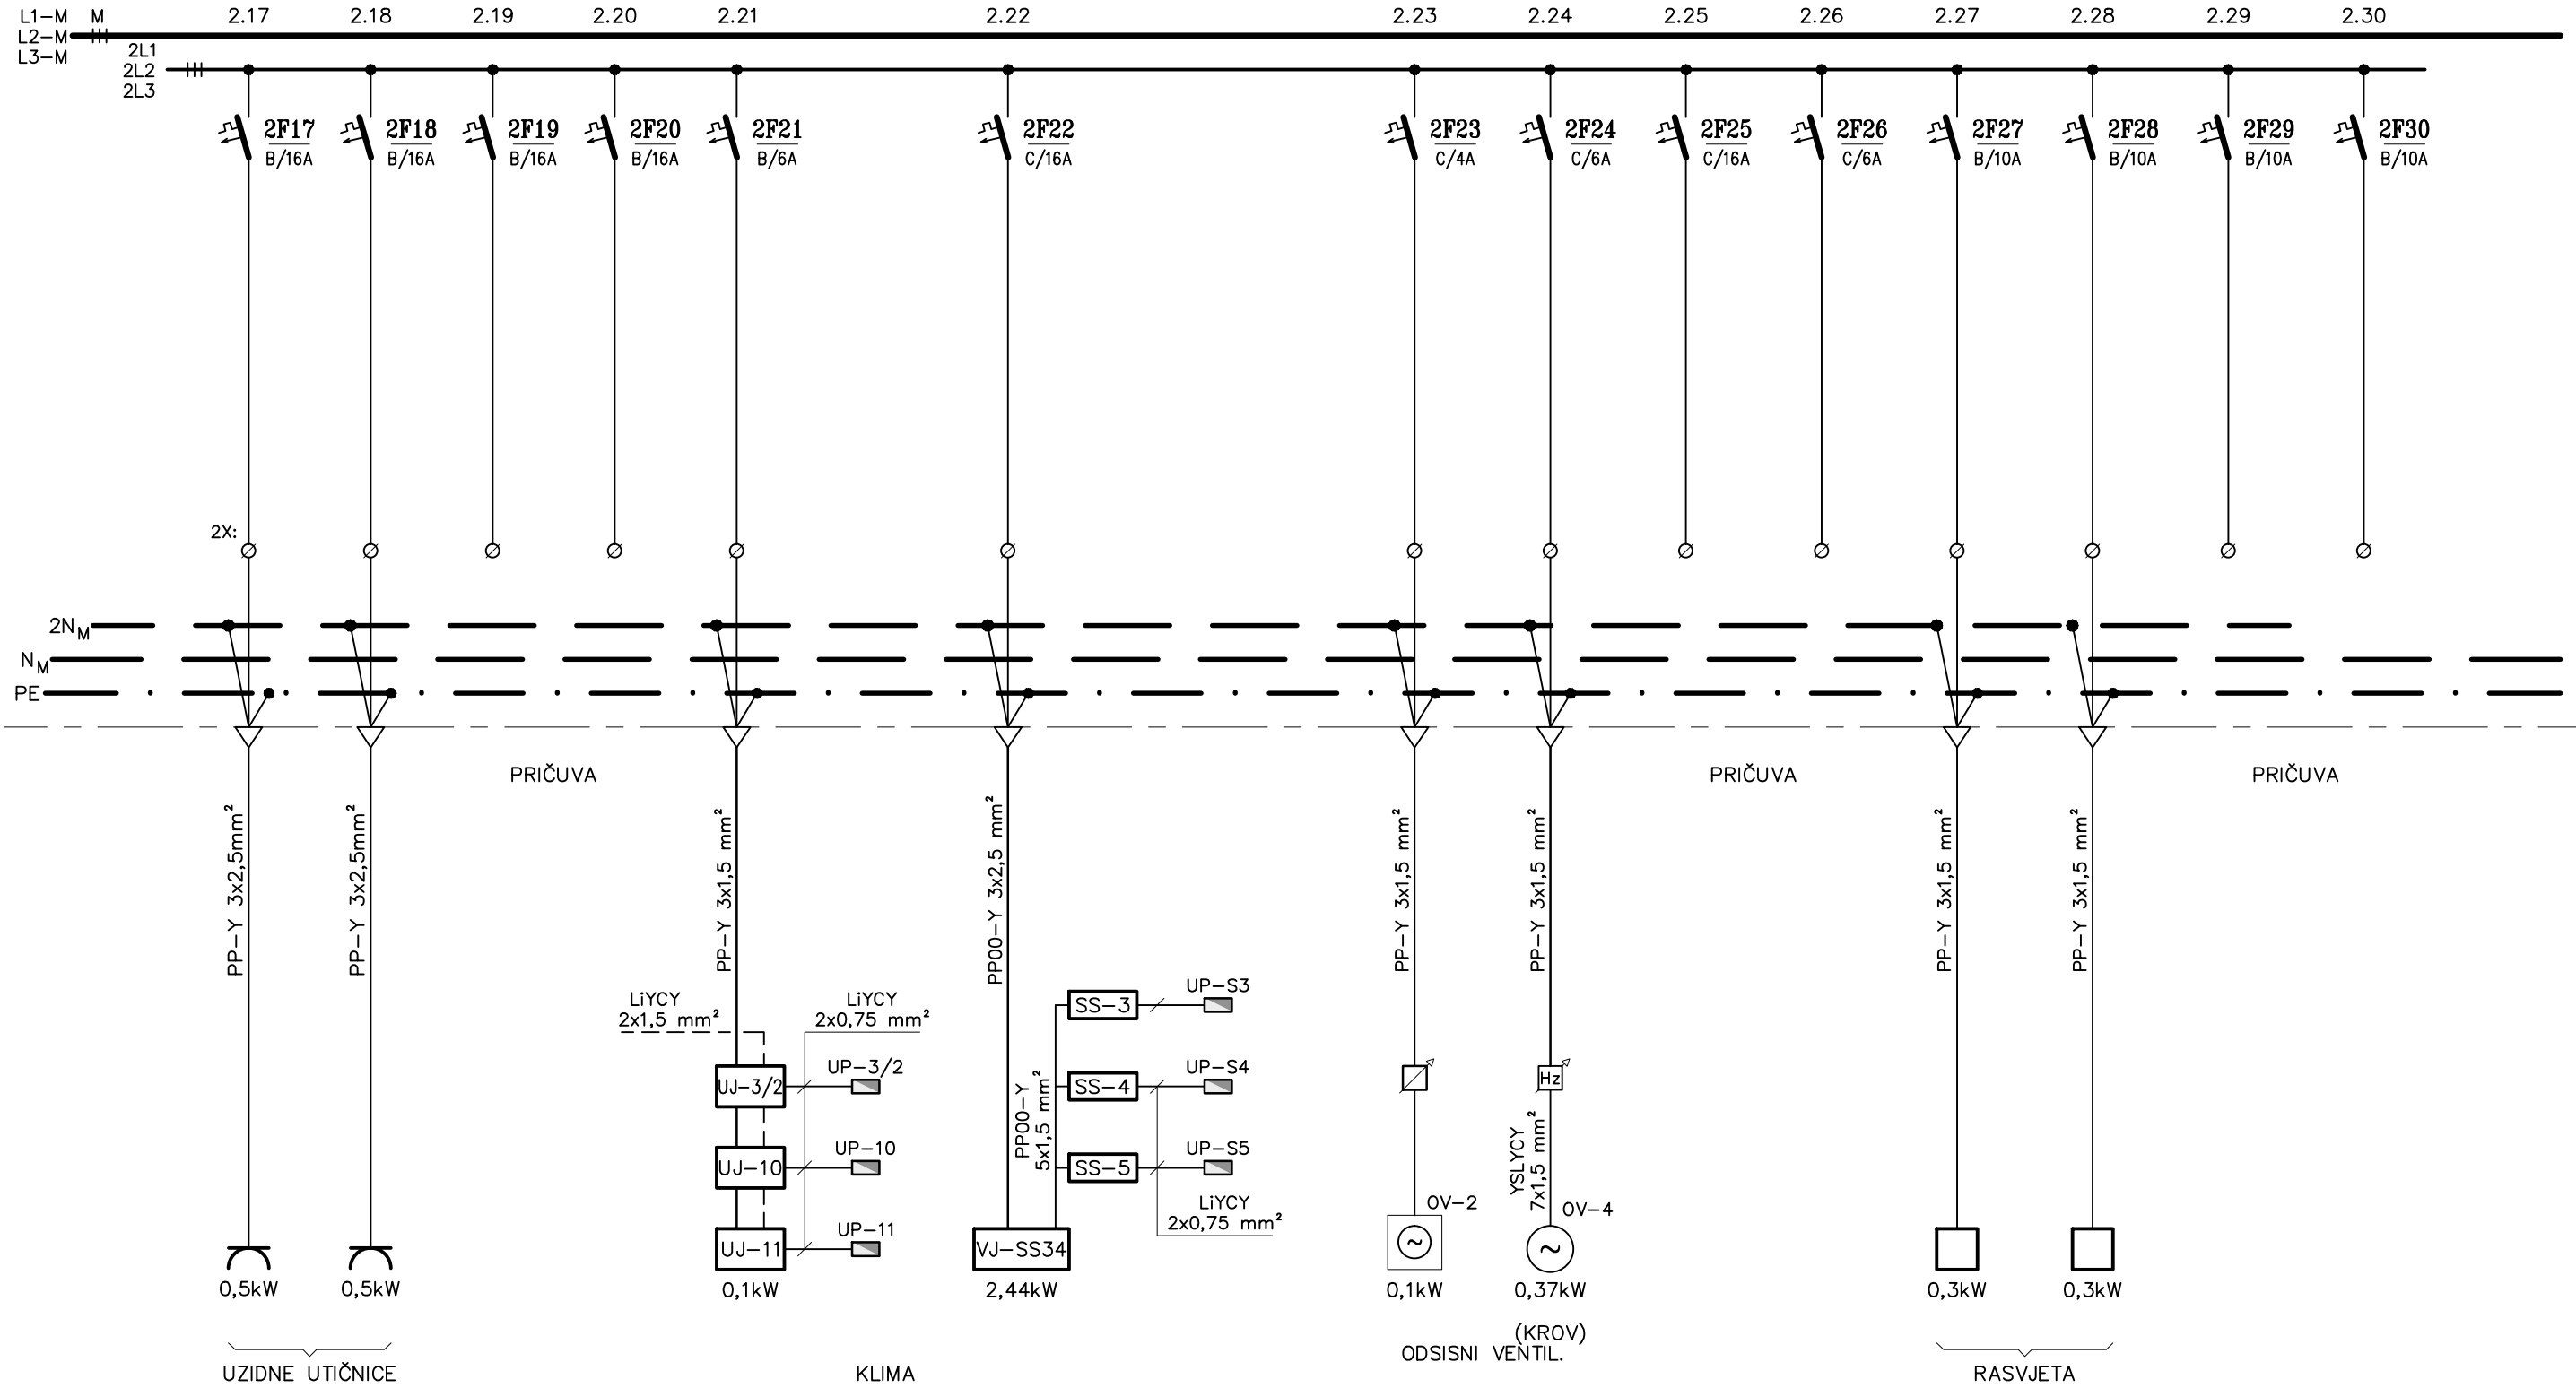 L1-M M 2.17 2.18 2.19 2.20 2.21 2.22 2.23 2.24 2.25 2.26 2.27 2.28 2.29 2.30
L2-M
L3-M
2L1
2L2
2L3
2F17 2F18 2F19 2F20 2F21 2F22 2F23 2F24 2F25 2F26 2F27 2F28 2F29 2F30
B/16A B/16A B/16A B/16A B/6A C/16A C/4A C/6A C/16A C/6A B/10A B/10A B/10A B/10A
2X:
2NM
NM
PE
PRIČUVA PRIČUVA PRIČUVA
PP-Y 3x2,5mm²
PP-Y 3x2,5mm²
PP-Y 3x1,5 mm²
PP00-Y 3x2,5 mm²
PP-Y 3x1,5 mm²
PP-Y 3x1,5 mm²
PP-Y 3x1,5 mm²
PP-Y 3x1,5 mm²
LiYCY
2x1,5 mm²
LiYCY
2x0,75 mm²
UJ-3/2 UP-3/2
UJ-10 UP-10
UJ-11 UP-11
PP00-Y
5x1,5 mm²
SS-3 UP-S3
SS-4 UP-S4
SS-5 UP-S5
LiYCY
2x0,75 mm²
VJ-SS34
Hz
YSLYCY
7x1,5 mm²
OV-2
~
OV-4
~
0,5kW 0,5kW 0,1kW 2,44kW 0,1kW 0,37kW 0,3kW 0,3kW
(KROV)
ODSISNI VENTIL.
UZIDNE UTIČNICE KLIMA RASVJETA